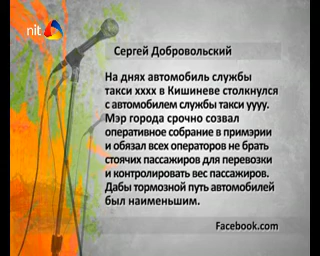 nit
Сергей Добровольский
На днях автомобиль службы
такси xxxx в Кишиневе столкнулся
с автомобилем службы такси yyyy.
Мэр города срочно созвал
оперативное собрание в примэрии
и обязал всех операторов не брать
стоячих пассажиров для перевозки
и контролировать вес пассажиров.
Дабы тормозной путь автомобилей
был наименьшим.
Facebook.com